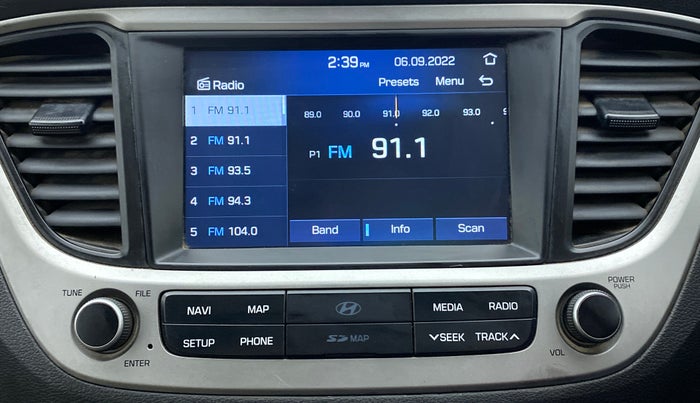 2:39 PM 06.09.2022
Radio Presets Menu
1 FM 91.1
89.0 90.0 91.0 92.0 93.0
2 FM 91.1
P1 FM 91.1
3 FM 93.5
4 FM 94.3
5 FM 104.0
Band Info Scan
TUNE FILE
POWER
PUSH
NAVI MAP MEDIA RADIO
SETUP PHONE SD MAP SEEK TRACK
ENTER
VOL